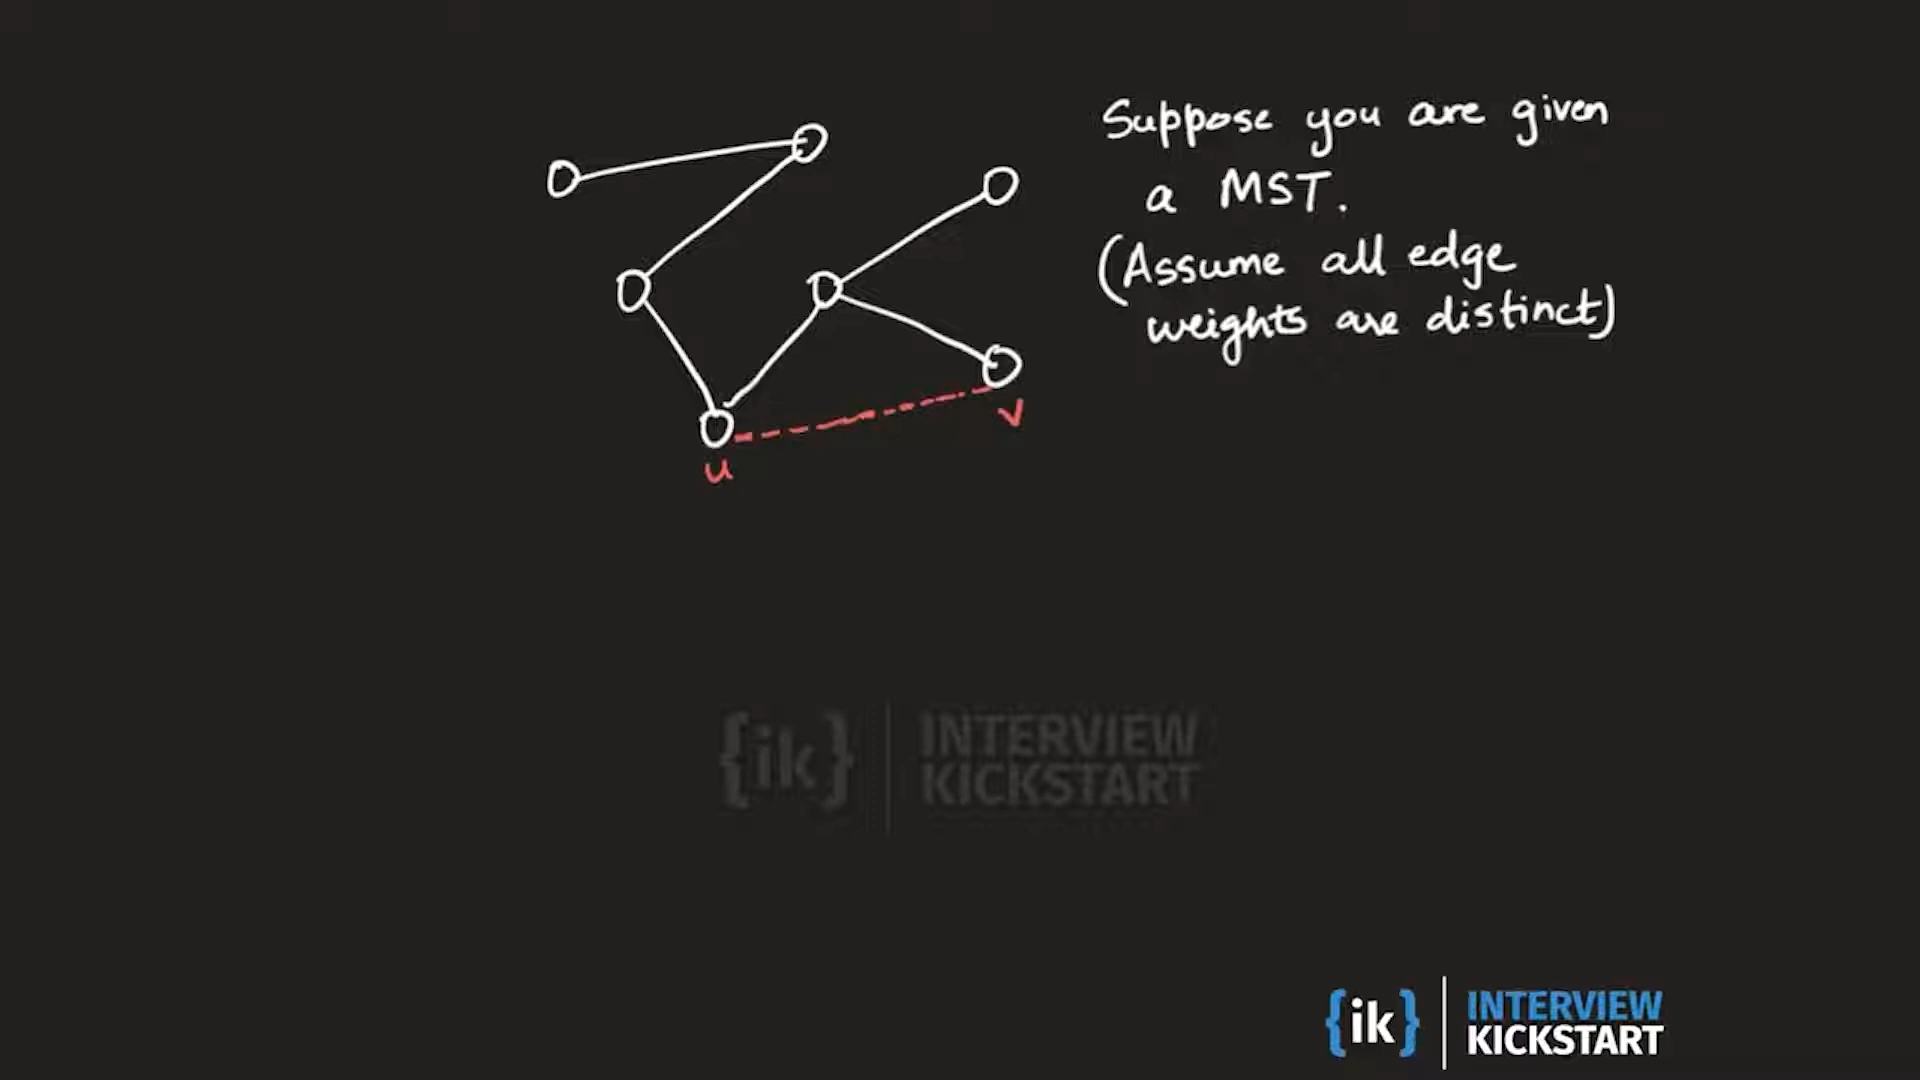 Suppose you are given
a MST.
(Assume all edge
weights are distinct)
u
v
{ik} INTERVIEW
KICKSTART
{ik} INTERVIEW
KICKSTART